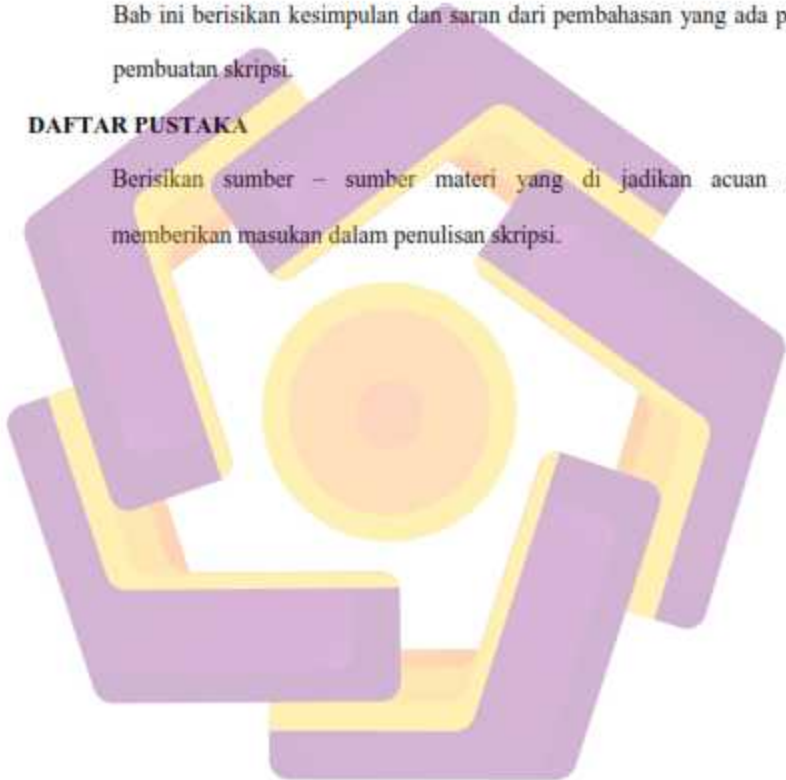 Bab ini berisikan kesimpulan dan saran dari pembahasan yang ada
pembuatan skripsi.
DAFTAR PUSTAKA
Berisikan sumber – sumber materi yang di jadikan acuan
memberikan masukan dalam penulisan skripsi.